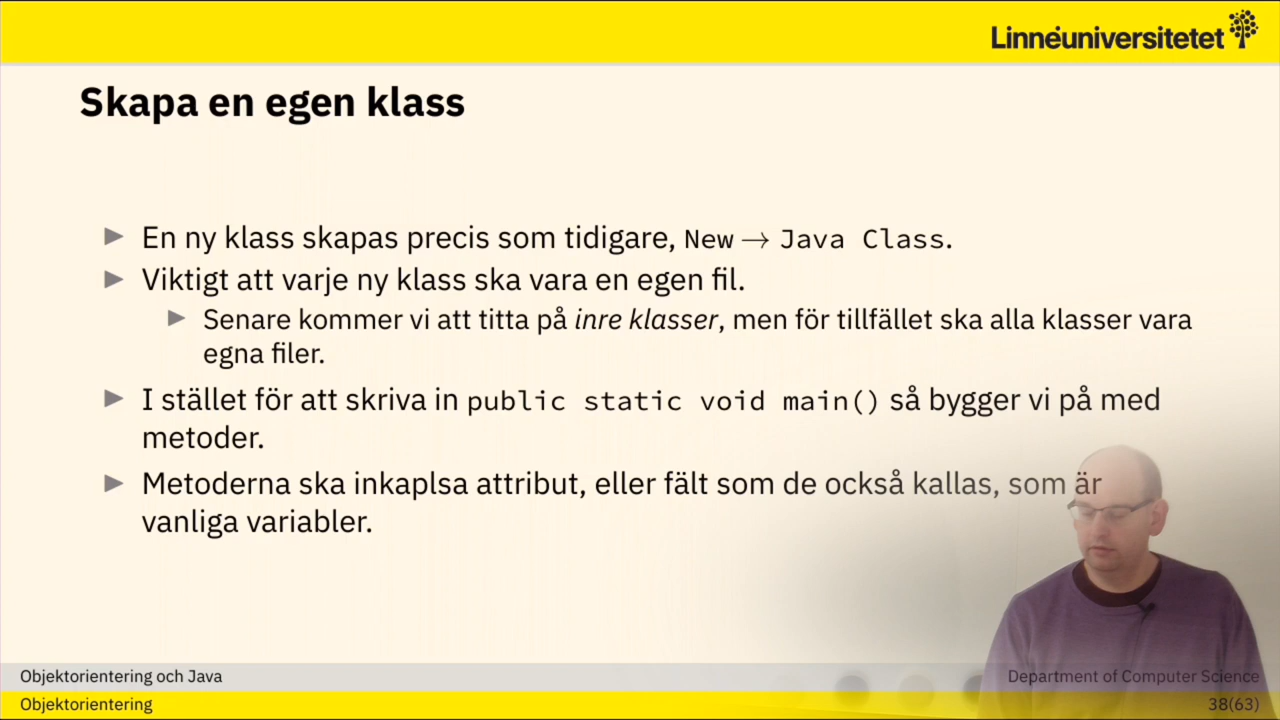 Linnéuniversitetet
Skapa en egen klass
En ny klass skapas precis som tidigare, New → Java Class.
Viktigt att varje ny klass ska vara en egen fil.
Senare kommer vi att titta på inre klasser, men för tillfället ska alla klasser vara
egna filer.
I stället för att skriva in public static void main() så bygger vi på med
metoder.
Metoderna ska inkaplsa attribut, eller fält som de också kallas, som är
vanliga variabler.
Objektorientering och Java
Department of Computer Science
Objektorientering
38(63)